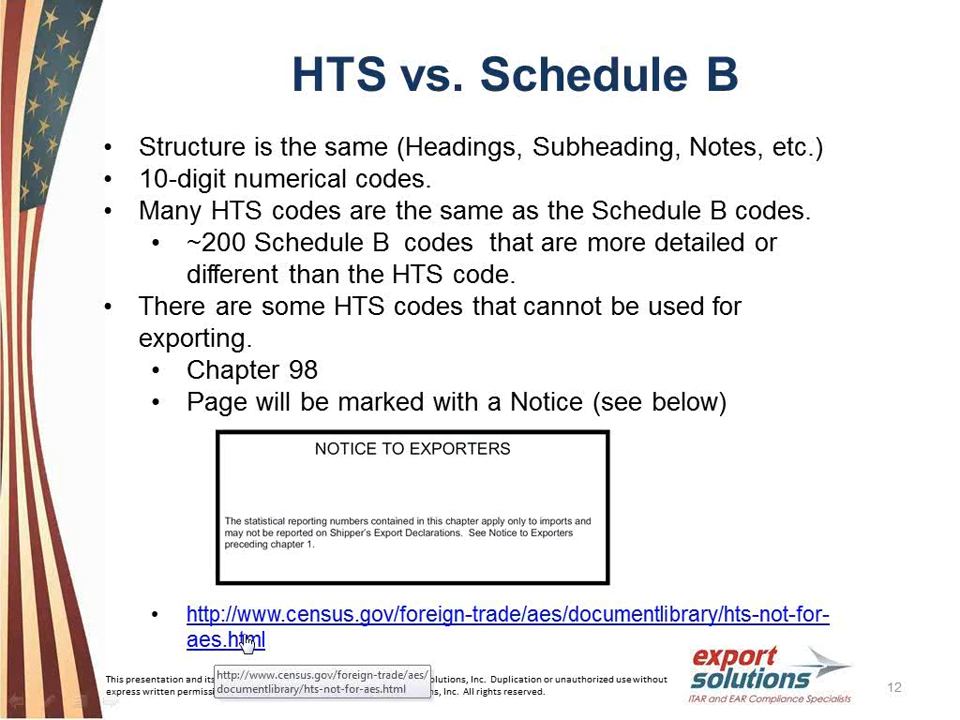 HTS vs. Schedule B
• Structure is the same (Headings, Subheading, Notes, etc.)
• 10-digit numerical codes.
• Many HTS codes are the same as the Schedule B codes.
• ~200 Schedule B codes that are more detailed or
different than the HTS code.
• There are some HTS codes that cannot be used for
exporting.
• Chapter 98
• Page will be marked with a Notice (see below)
NOTICE TO EXPORTERS
The statistical reporting numbers contained in this chapter apply only to imports and
may not be reported on Shipper's Export Declarations. See Notice to Exporters
preceding chapter 1.
• http://www.census.gov/foreign-trade/aes/documentlibrary/hts-not-for-
aes.html
http://www.census.gov/foreign-trade/aes/
documentlibrary/hts-not-for-aes.html
This presentation and its olutions, Inc. Duplication or unauthorized use without
express written permissi ns, Inc. All rights reserved.
export
solutions
ITAR and EAR Compliance Specialists
12